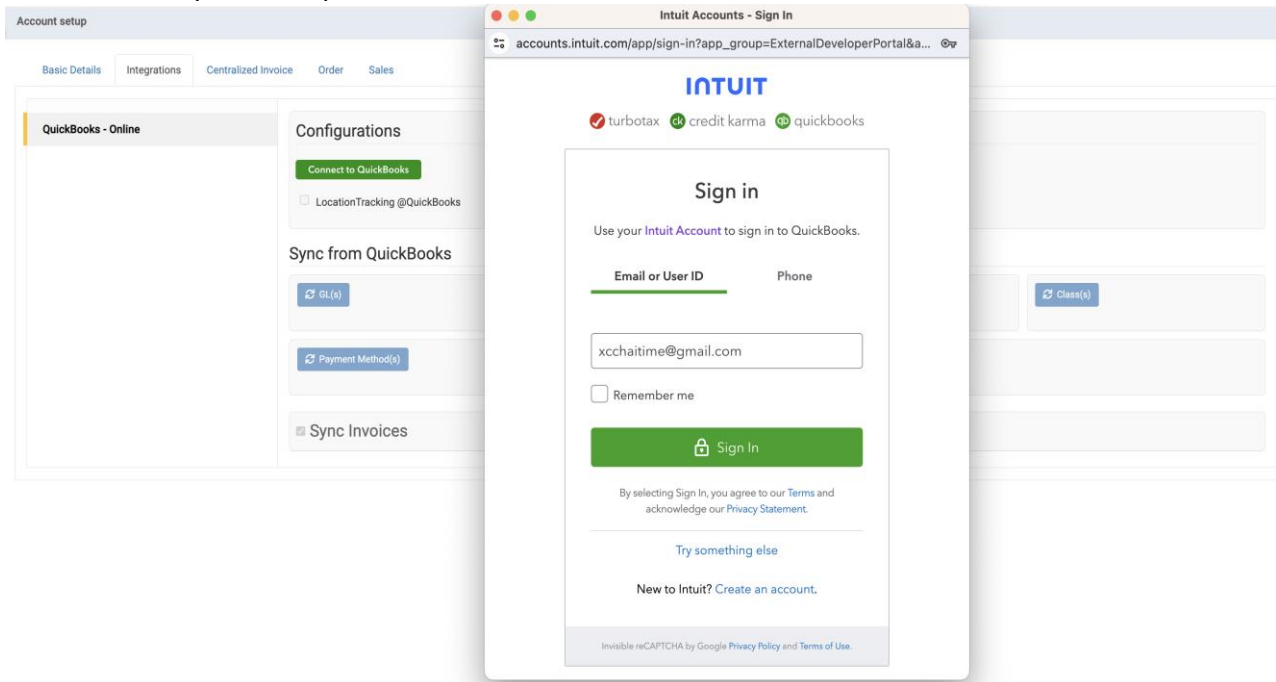 Account setup
Basic Details Integrations Centralized Invoice Order Sales
QuickBooks - Online
Configurations
Connect to QuickBooks
LocationTracking @QuickBooks
Sync from QuickBooks
GL(s)
Class(s)
Payment Method(s)
Sync Invoices
Intuit Accounts - Sign In
accounts.intuit.com/app/sign-in?app_group=ExternalDeveloperPortal&a...
INTUIT
turbotax ck credit karma qb quickbooks
Sign in
Use your Intuit Account to sign in to QuickBooks.
Email or User ID Phone
xcchaitime@gmail.com
Remember me
Sign In
By selecting Sign In, you agree to our Terms and
acknowledge our Privacy Statement.
Try something else
New to Intuit? Create an account.
Invisible reCAPTCHA by Google Privacy Policy and Terms of Use.